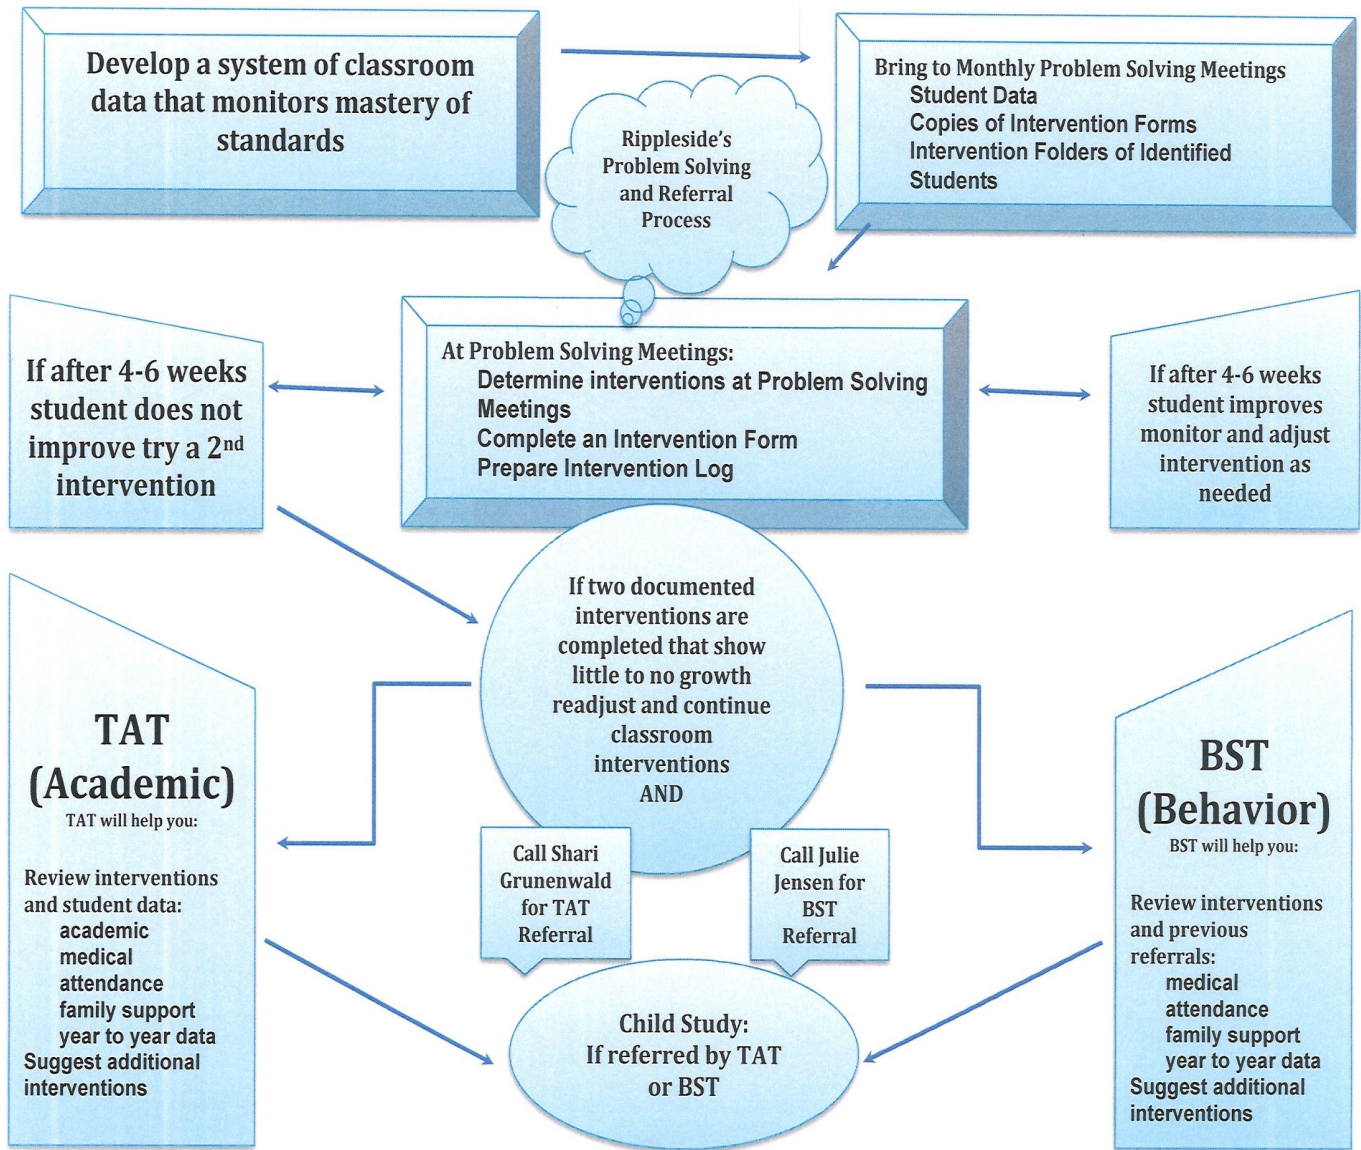 Develop a system of classroom
data that monitors mastery of
standards
Rippleside's
Problem Solving
and Referral
Process
Bring to Monthly Problem Solving Meetings
Student Data
Copies of Intervention Forms
Intervention Folders of Identified
Students
If after 4-6 weeks
student does not
improve try a 2nd
intervention
At Problem Solving Meetings:
Determine interventions at Problem Solving
Meetings
Complete an Intervention Form
Prepare Intervention Log
If after 4-6 weeks
student improves
monitor and adjust
intervention as
needed
If two documented
interventions are
completed that show
little to no growth
readjust and continue
classroom
interventions
AND
TAT
(Academic)
TAT will help you:
Review interventions
and student data:
academic
medical
attendance
family support
year to year data
Suggest additional
interventions
Call Shari
Grunenwald
for TAT
Referral
Call Julie
Jensen for
BST
Referral
BST
(Behavior)
BST will help you:
Review interventions
and previous
referrals:
medical
attendance
family support
year to year data
Suggest additional
interventions
Child Study:
If referred by TAT
or BST